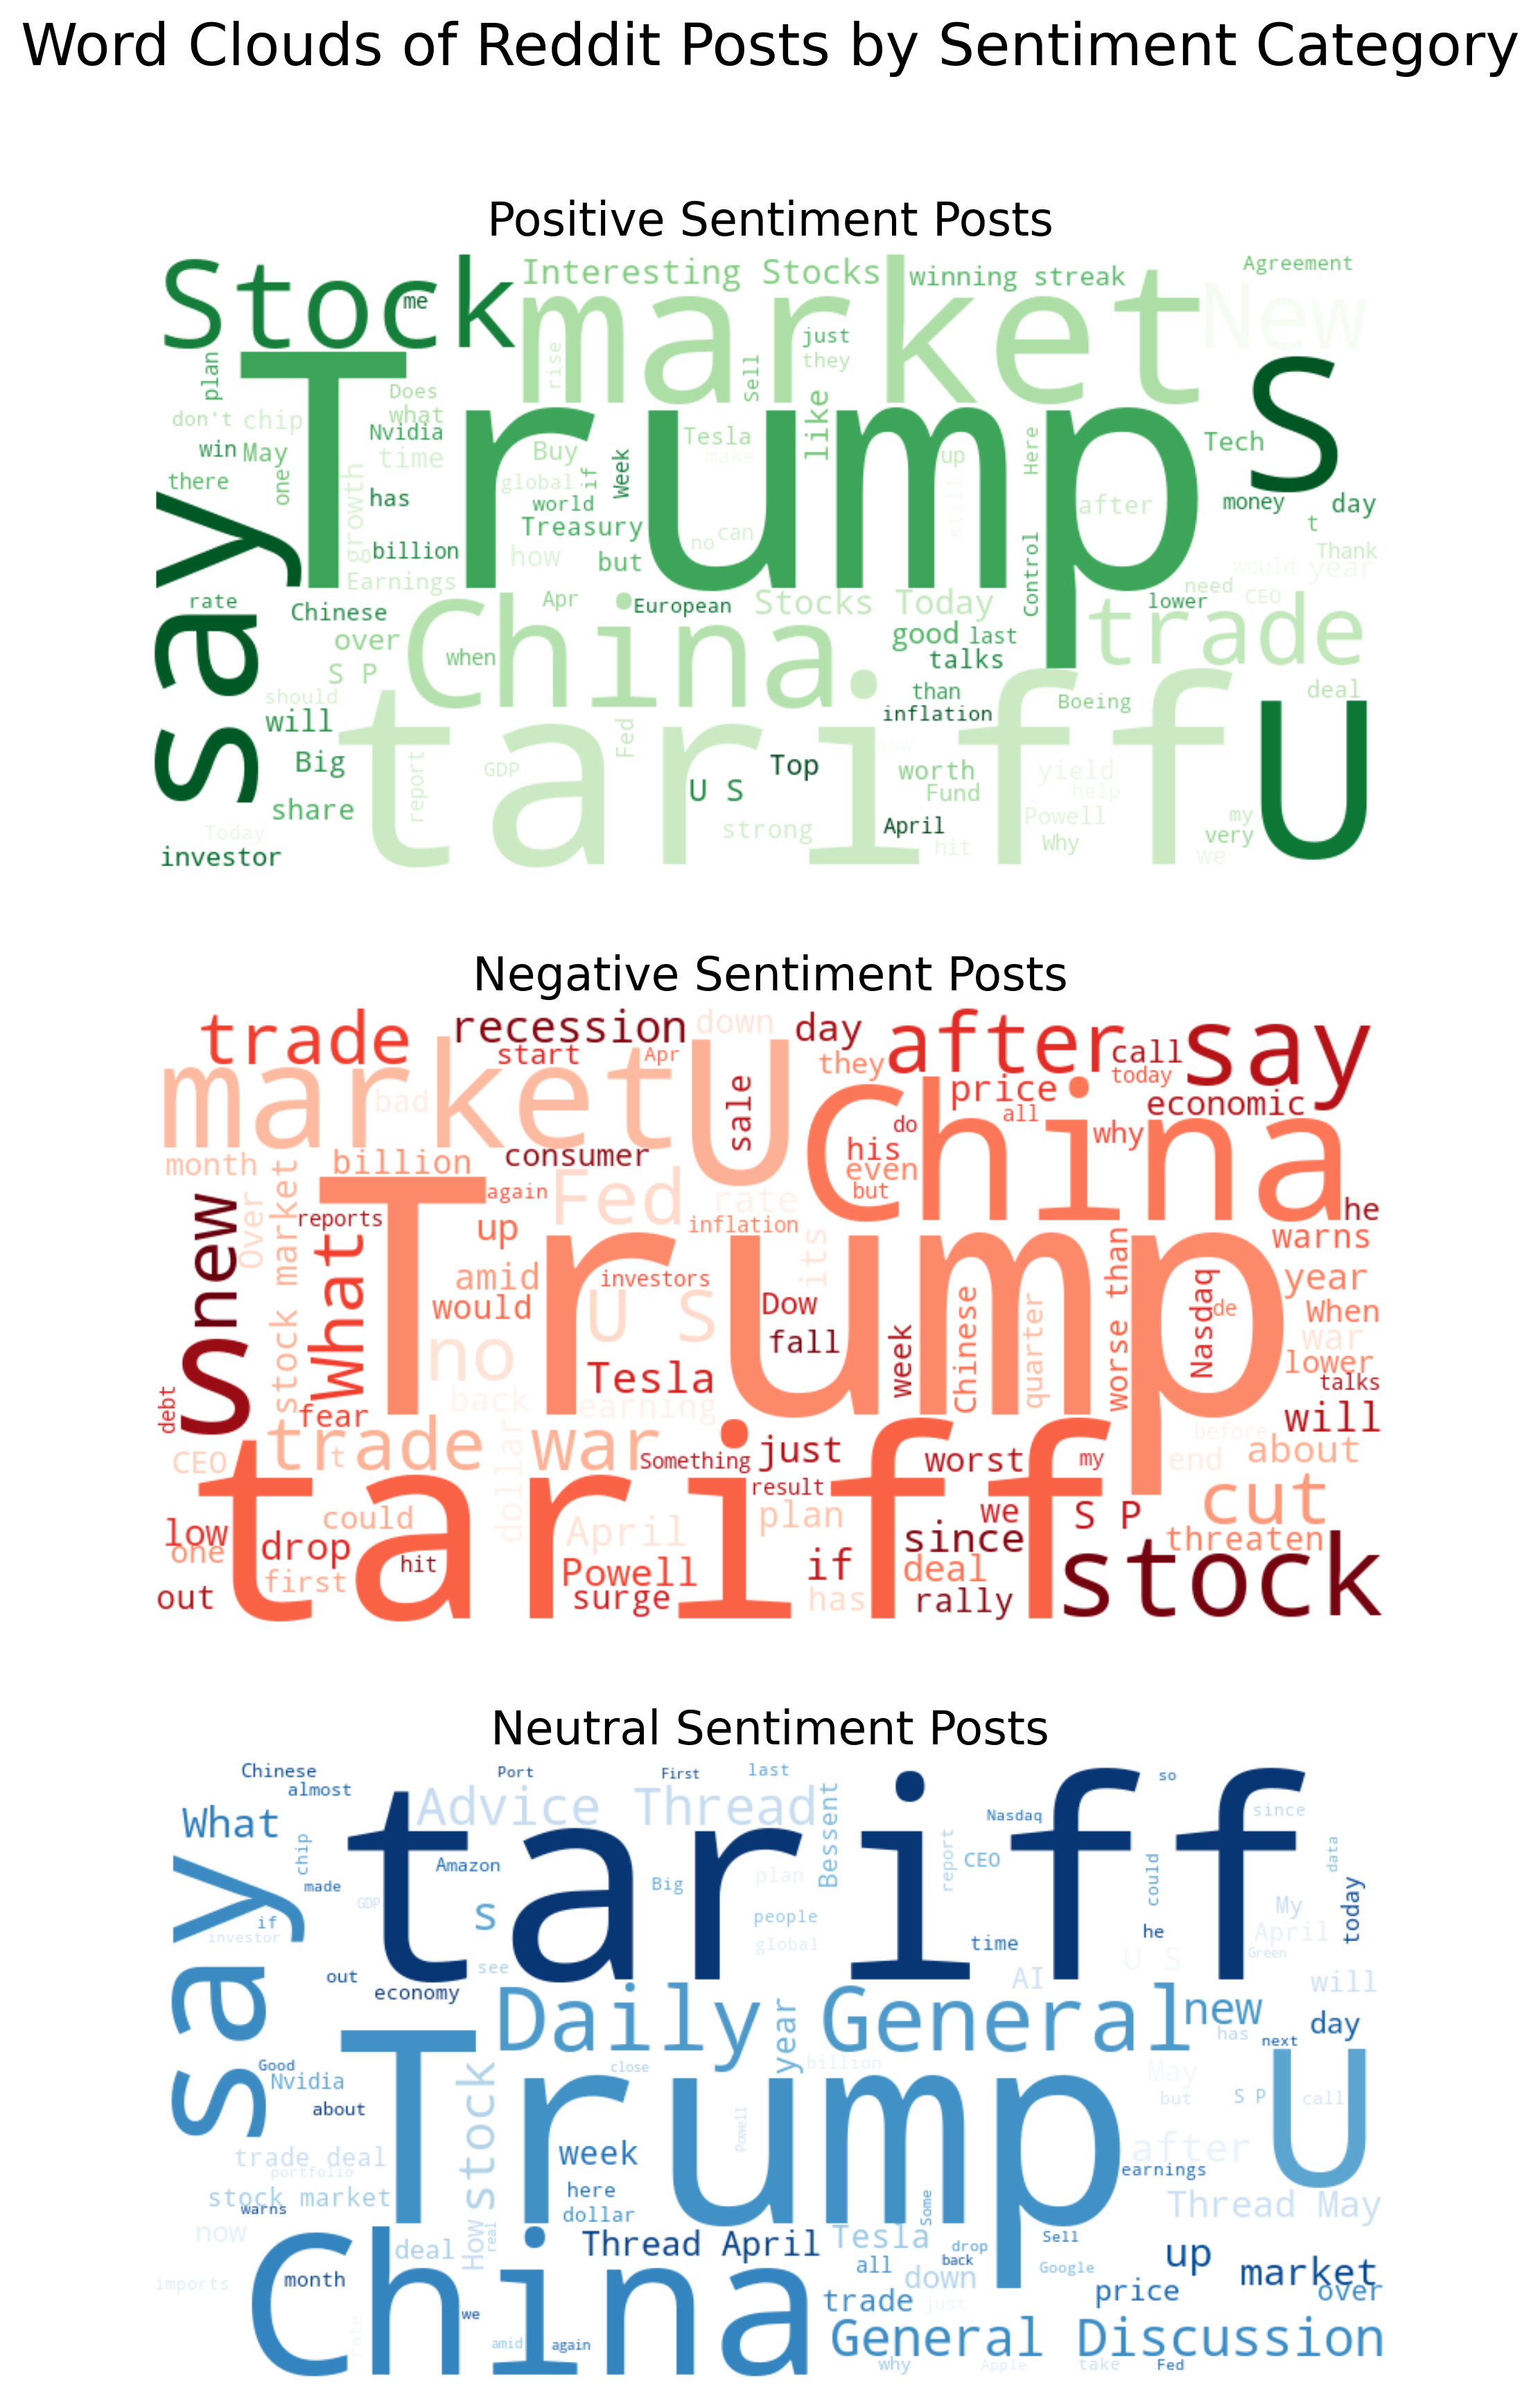 Word Clouds of Reddit Posts by Sentiment Category
Positive Sentiment Posts
Stock
me
Interesting Stocks
winning streak
Agreement
market
New
just
they
rise
Sell
plan
Trump
S
Does
what
don't
chip
Nvidia
win
May
time
there
one
has
growth
billion
Earnings
Buy
if
Week
global
world
Treasury
how
but
Tesla
make
like
no
can
up
still
Here
after
Control
Tech
money
day
t
Thank
would
year
need
CEO
lower
say
rate
Chinese
over
S P
China
when
Apr
European
Stocks Today
good
last
talks
trade
than
inflation
Boeing
deal
should
will
Big
share
Today
investor
tariff
report
GDP
Fed
U S
Top
strong
April
worth
Fund
hit
yield
help
Powell
Why
my
very
we
U
Negative Sentiment Posts
trade
recession
down
day
after
call
say
start
Apr
they
today
market
bad
U
sale
price
all
economic
China
do
his
why
even
but
month
billion
consumer
again
Fed
rate
he
new
Over
stock market
reports
What
up
inflation
its
warns
Trump
amid
investors
would
U S
Dow
fall
week
Chinese
quarter
worse than
Nasdaq
de
year
When
war
lower
talks
s
no
Tesla
debt
fear
back
earning
will
trade war
t
CEO
dollar
Something
just
worst
my
before
end
about
tariff
result
plan
we
S P
cut
could
April
low
one
drop
first
hit
out
Powell
surge
if
has
since
deal
rally
threaten
stock
Neutral Sentiment Posts
Chinese
almost
Port
First
last
so
What
Advice Thread
Bessent
Nasdaq
since
tariff
chip
made
Amazon
Big
plan
report
CEO
could
data
GDP
if
investor
s
people
global
time
he
My
April
today
say
out
see
economy
AI
U S
Green
will
Daily General
year
new
has
next
day
Good
Nvidia
about
close
billion
May
but
S P
call
U
Trump
stock
Powell
week
after
earnings
trade deal
portfolio
stock market
warns
here
dollar
Some
Thread May
now
deal
How
real
Thread April
Tesla
drop
back
Sell
up
market
over
China
imports
month
all
down
Google
price
rate
we
amid
again
trade
just
General Discussion
why
Apple
take
Fed